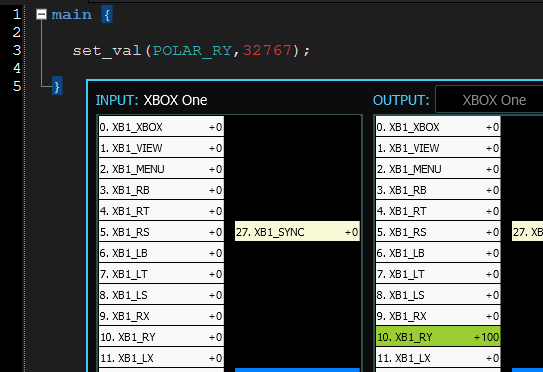 1 main {
2
3 set_val(POLAR_RY,32767);
4
5 }
INPUT: XBOX One
0. XB1_XBOX +0
1. XB1_VIEW +0
2. XB1_MENU +0
3. XB1_RB +0
4. XB1_RT +0
5. XB1_RS +0
6. XB1_LB +0
7. XB1_LT +0
8. XB1_LS +0
9. XB1_RX +0
10. XB1_RY +0
11. XB1_LX +0
27. XB1_SYNC +0
OUTPUT: XBOX One
0. XB1_XBOX +0
1. XB1_VIEW +0
2. XB1_MENU +0
3. XB1_RB +0
4. XB1_RT +0
5. XB1_RS +0
6. XB1_LB +0
7. XB1_LT +0
8. XB1_LS +0
9. XB1_RX +0
10. XB1_RY +100
11. XB1_LX +0
27. XB